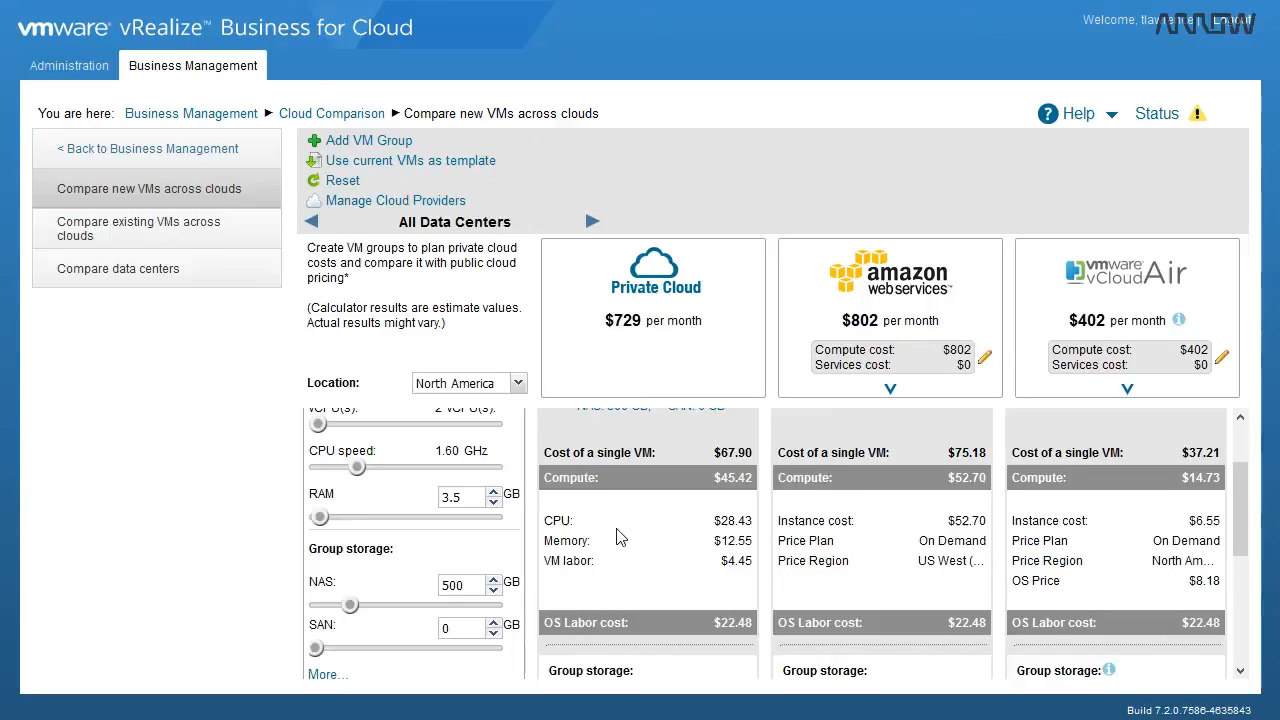 vmware vRealize™ Business for Cloud
Welcome, tlawrence | Logout
ARROW
Administration
Business Management
You are here: Business Management ▶ Cloud Comparison ▶ Compare new VMs across clouds
? Help
Status
< Back to Business Management
Compare new VMs across clouds
Compare existing VMs across
clouds
Compare data centers
Add VM Group
Use current VMs as template
Reset
Manage Cloud Providers
All Data Centers
Create VM groups to plan private cloud
costs and compare it with public cloud
pricing*
(Calculator results are estimate values.
Actual results might vary.)
Location: North America
Private Cloud
$729 per month
amazon
webservices™
$802 per month
Compute cost: $802
Services cost: $0
vmware
vCloud Air
$402 per month
Compute cost: $402
Services cost: $0
vCPU(s): 2 vCPU(s).
CPU speed: 1.60 GHz
RAM 3.5 GB
Group storage:
NAS: 500 GB
SAN: 0 GB
More...
NAS: 500 GB, SAN: 0 GB
Cost of a single VM: $67.90
Compute: $45.42
CPU: $28.43
Memory: $12.55
VM labor: $4.45
OS Labor cost: $22.48
Group storage:
Cost of a single VM: $75.18
Compute: $52.70
Instance cost: $52.70
Price Plan On Demand
Price Region US West (...
OS Labor cost: $22.48
Group storage:
Cost of a single VM: $37.21
Compute: $14.73
Instance cost: $6.55
Price Plan On Demand
Price Region North Am...
OS Price $8.18
OS Labor cost: $22.48
Group storage:
Build 7.2.0.7586-4635843